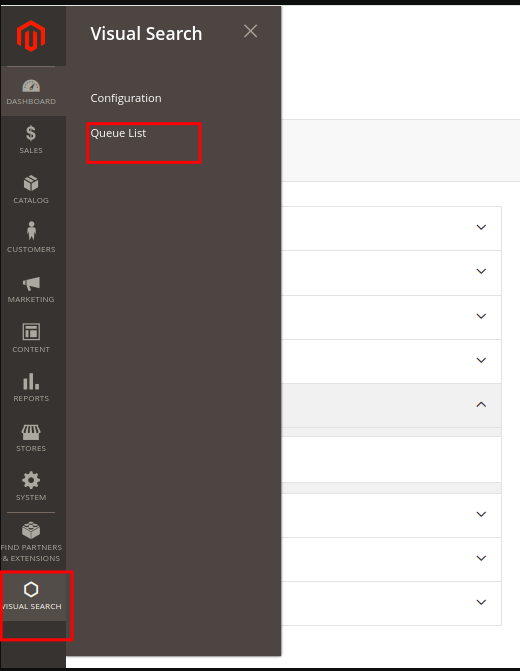 Visual Search
Configuration
Queue List
DASHBOARD
$
SALES
CATALOG
CUSTOMERS
MARKETING
CONTENT
REPORTS
STORES
SYSTEM
FIND PARTNERS
& EXTENSIONS
VISUAL SEARCH